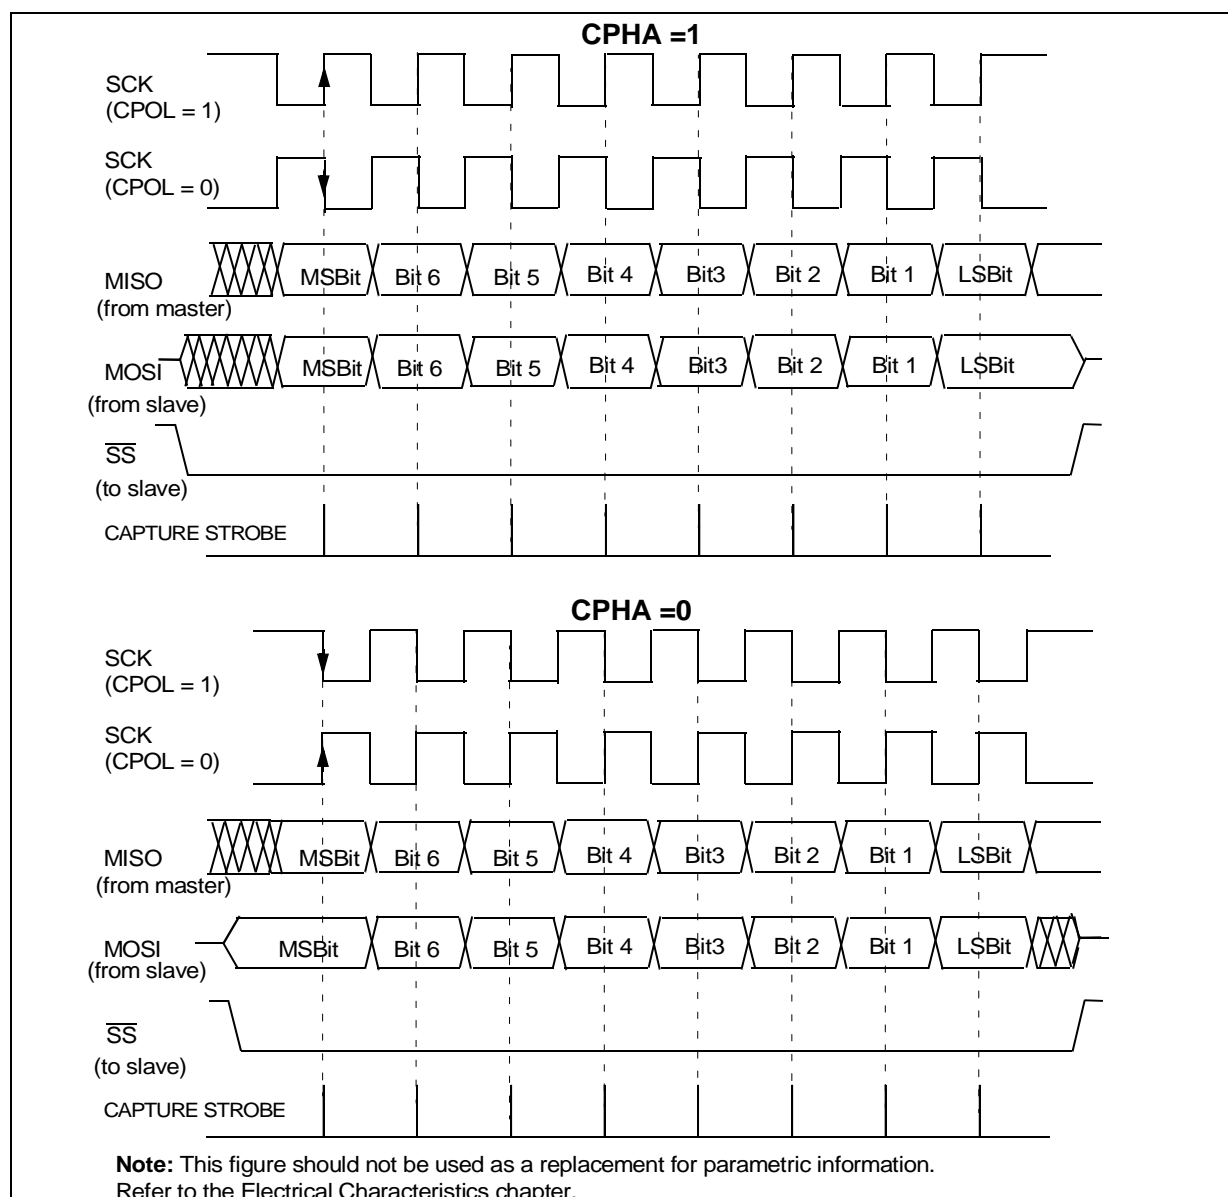 CPHA =1
SCK
(CPOL = 1)
SCK
(CPOL = 0)
MISO
(from master)
MSBit Bit 6 Bit 5 Bit 4 Bit3 Bit 2 Bit 1 LSBit
MOSI
(from slave)
MSBit Bit 6 Bit 5 Bit 4 Bit3 Bit 2 Bit 1 LSBit
SS
(to slave)
CAPTURE STROBE
CPHA =0
SCK
(CPOL = 1)
SCK
(CPOL = 0)
MISO
(from master)
MSBit Bit 6 Bit 5 Bit 4 Bit3 Bit 2 Bit 1 LSBit
MOSI
(from slave)
MSBit Bit 6 Bit 5 Bit 4 Bit3 Bit 2 Bit 1 LSBit
SS
(to slave)
CAPTURE STROBE
Note: This figure should not be used as a replacement for parametric information.
Refer to the Electrical Characteristics chapter.